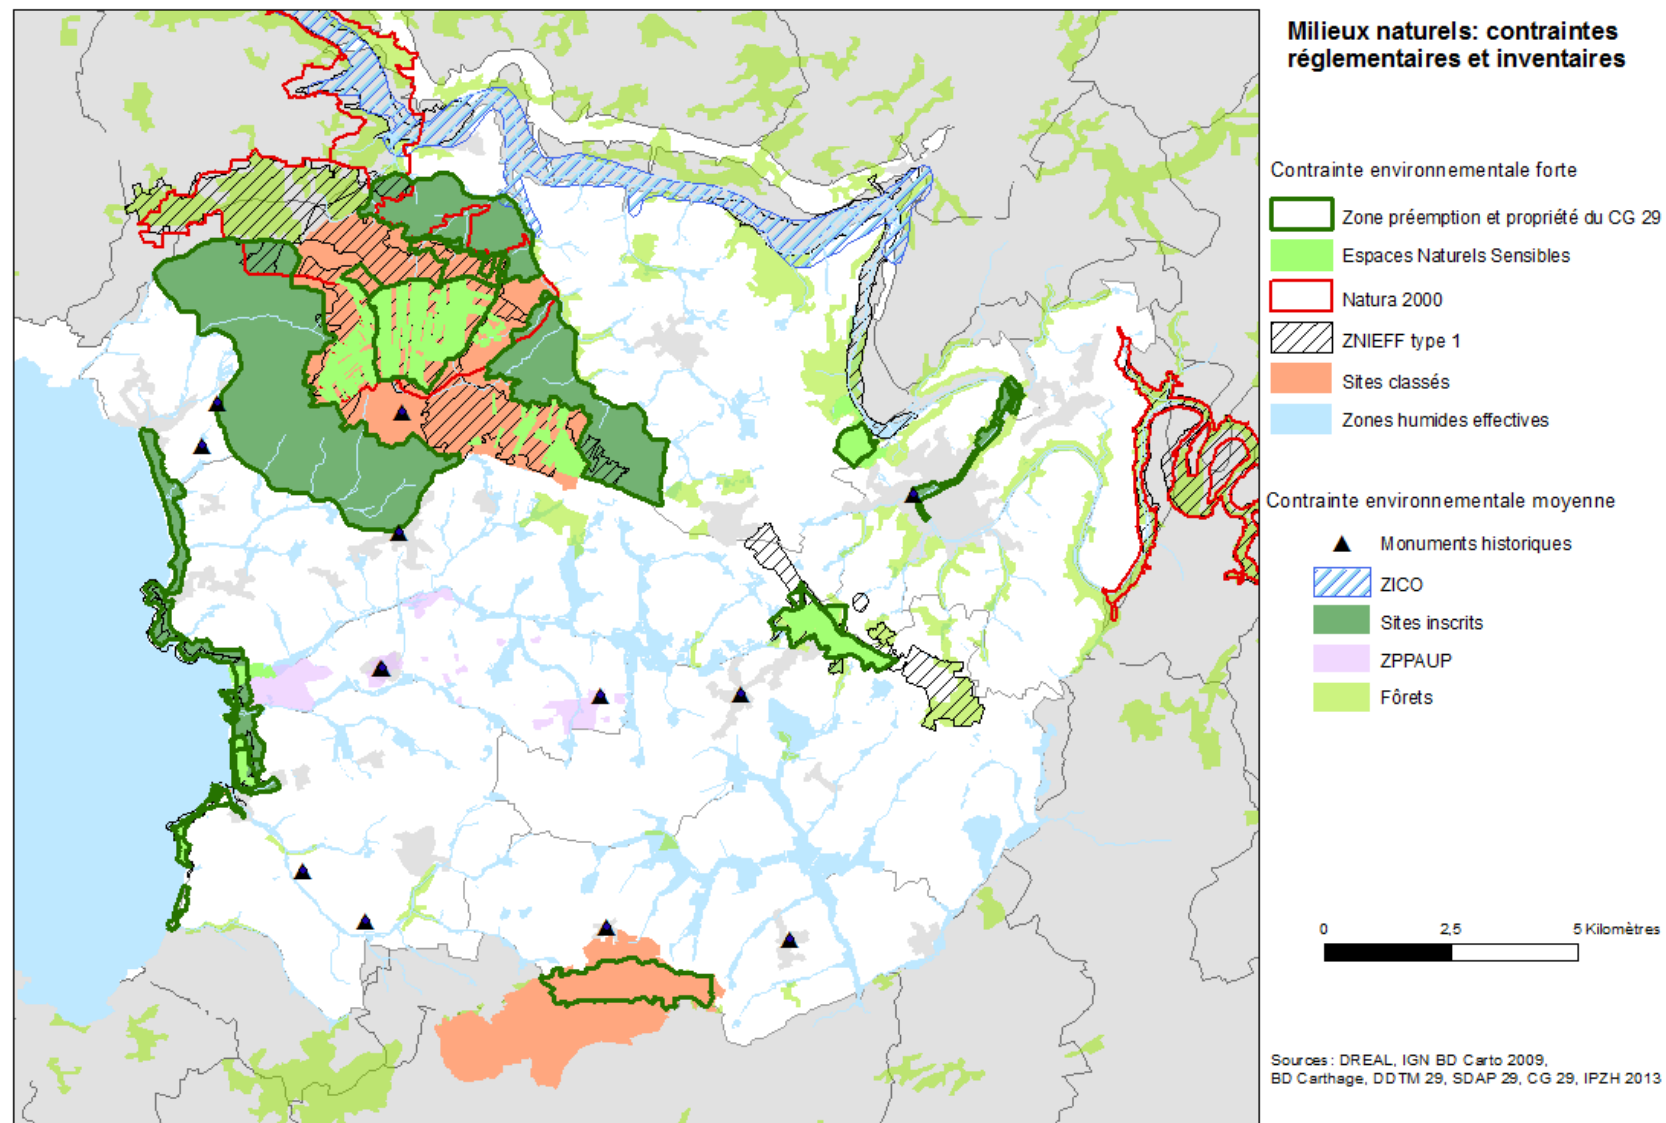 Milieux naturels: contraintes
réglementaires et inventaires
Contrainte environementale forte
Zone préemption et propriété du CG 29
Espaces Naturels Sensibles
Natura 2000
ZNIEFF type 1
Sites classés
Zones humides effectives
Contrainte environementale moyenne
Monuments historiques
ZICO
Sites inscrits
ZPPAUP
Fôrets
0 2,5 5 Kilomètres
Sources : DREAL, IGN BD Carto 2009,
BD Carthage, DDTM 29, SDAP 29, CG 29, IPZH 2013